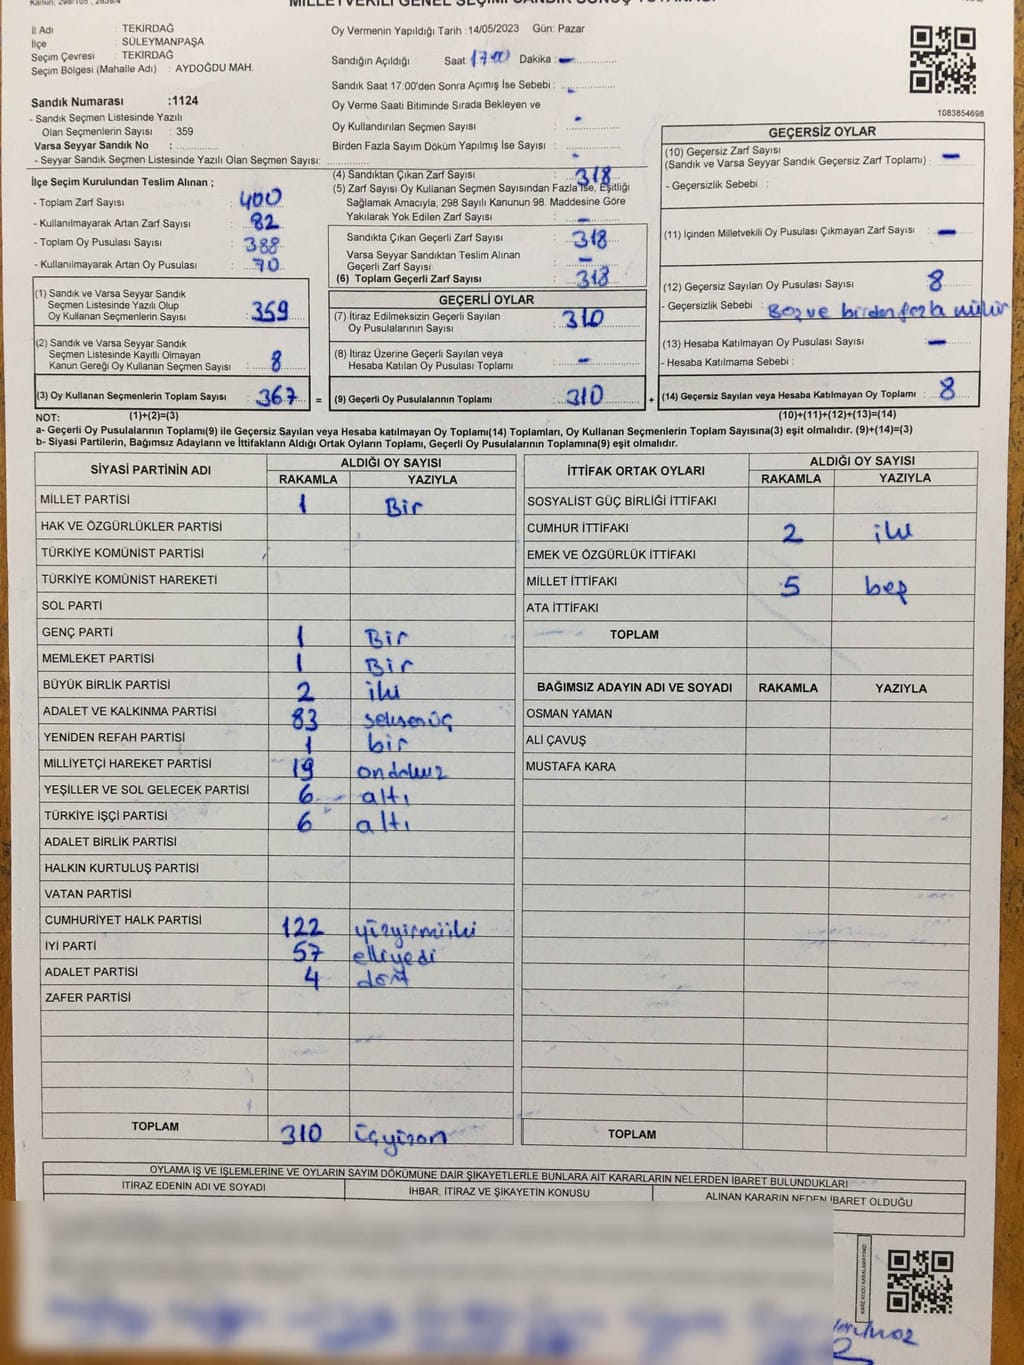 Kanun, 298/105, 2839/4
MİLLETVEKİLİ GENEL SEÇİMİ SANDIK SONUÇ TUTANAĞI
İl Adı : TEKİRDAĞ
İlçe : SÜLEYMANPAŞA
Seçim Çevresi : TEKİRDAĞ
Seçim Bölgesi (Mahalle Adı) : AYDOĞDU MAH.
Sandık Numarası :1124
- Sandık Seçmen Listesinde Yazılı
Olan Seçmenlerin Sayısı : 359
Varsa Seyyar Sandık No :
- Seyyar Sandık Seçmen Listesinde Yazılı Olan Seçmen Sayısı:
Oy Vermenin Yapıldığı Tarih :14/05/2023 Gün: Pazar
Sandığın Açıldığı Saat: 17:00 Dakika : -
Sandık Saat 17:00'den Sonra Açımış İse Sebebi : -
Oy Verme Saati Bitiminde Sırada Bekleyen ve
Oy Kullandırılan Seçmen Sayısı : -
Birden Fazla Sayım Döküm Yapılmış İse Sayısı : -
1083854698
İlçe Seçim Kurulundan Teslim Alınan ;
- Toplam Zarf Sayısı : 400
- Kullanılmayarak Artan Zarf Sayısı : 82
- Toplam Oy Pusulası Sayısı : 388
- Kullanılmayarak Artan Oy Pusulası : 70
(1) Sandık ve Varsa Seyyar Sandık
Seçmen Listesinde Yazılı Olup
Oy Kullanan Seçmenlerin Sayısı : 359
(2) Sandık ve Varsa Seyyar Sandık
Seçmen Listesinde Kayıtlı Olmayan
Kanun Gereği Oy Kullanan Seçmen Sayısı : 8
(3) Oy Kullanan Seçmenlerin Toplam Sayısı : 367 =
(4) Sandıktan Çıkan Zarf Sayısı : 318
(5) Zarf Sayısı Oy Kullanan Seçmen Sayısından Fazla İse, Eşitliği
Sağlamak Amacıyla; 298 Sayılı Kanunun 98. Maddesine Göre
Yakılarak Yok Edilen Zarf Sayısı : -
Sandıkta Çıkan Geçerli Zarf Sayısı : 318
Varsa Seyyar Sandıktan Teslim Alınan
Geçerli Zarf Sayısı : -
(6) Toplam Geçerli Zarf Sayısı : 318
GEÇERLİ OYLAR
(7) İtiraz Edilmeksizin Geçerli Sayılan
Oy Pusulalarının Sayısı : 310
(8) İtiraz Üzerine Geçerli Sayılan veya
Hesaba Katılan Oy Pusulası Toplamı : -
(9) Geçerli Oy Pusulalarının Toplamı : 310 +
GEÇERSİZ OYLAR
(10) Geçersiz Zarf Sayısı
(Sandık ve Varsa Seyyar Sandık Geçersiz Zarf Toplamı) : -
- Geçersizlik Sebebi :
(11) İçinden Milletvekili Oy Pusulası Çıkmayan Zarf Sayısı : -
(12) Geçersiz Sayılan Oy Pusulası Sayısı : 8
- Geçersizlik Sebebi : Boş ve birden fazla mühür
(13) Hesaba Katılmayan Oy Pusulası Sayısı : -
- Hesaba Katılmama Sebebi :
(14) Geçersiz Sayılan veya Hesaba Katılmayan Oy Toplamı : 8
NOT: (1)+(2)=(3) (10)+(11)+(12)+(13)=(14)
a- Geçerli Oy Pusulalarının Toplamı(9) ile Geçersiz Sayılan veya Hesaba katılmayan Oy Toplamı(14) Toplamları, Oy Kullanan Seçmenlerin Toplam Sayısına(3) eşit olmalıdır. (9)+(14)=(3)
b- Siyasi Partilerin, Bağımsız Adayların ve İttifakların Aldığı Ortak Oyların Toplamı, Geçerli Oy Pusulalarının Toplamına(9) eşit olmalıdır.
SİYASİ PARTİNİN ADI ALDIĞI OY SAYISI
RAKAMLA YAZIYLA
MİLLET PARTİSİ 1 Bir
HAK VE ÖZGÜRLÜKLER PARTİSİ
TÜRKİYE KOMÜNİST PARTİSİ
TÜRKİYE KOMÜNİST HAREKETİ
SOL PARTİ
GENÇ PARTİ 1 Bir
MEMLEKET PARTİSİ 1 Bir
BÜYÜK BİRLİK PARTİSİ 2 iki
ADALET VE KALKINMA PARTİSİ 83 seksenüç
YENİDEN REFAH PARTİSİ 1 bir
MİLLİYETÇİ HAREKET PARTİSİ 19 ondokuz
YEŞİLLER VE SOL GELECEK PARTİSİ 6 altı
TÜRKİYE İŞÇİ PARTİSİ 6 altı
ADALET BİRLİK PARTİSİ
HALKIN KURTULUŞ PARTİSİ
VATAN PARTİSİ
CUMHURİYET HALK PARTİSİ 122 yüzyirmiiki
İYİ PARTİ 57 elliyedi
ADALET PARTİSİ 4 dört
ZAFER PARTİSİ
TOPLAM 310 üçyüzon
İTTİFAK ORTAK OYLARI ALDIĞI OY SAYISI
RAKAMLA YAZIYLA
SOSYALİST GÜÇ BİRLİĞİ İTTİFAKI
CUMHUR İTTİFAKI 2 iki
EMEK VE ÖZGÜRLÜK İTTİFAKI
MİLLET İTTİFAKI 5 beş
ATA İTTİFAKI
TOPLAM
BAĞIMSIZ ADAYIN ADI VE SOYADI RAKAMLA YAZIYLA
OSMAN YAMAN
ALİ ÇAVUŞ
MUSTAFA KARA
TOPLAM
OYLAMA İŞ VE İŞLEMLERİNE VE OYLARIN SAYIM DÖKÜMÜNE DAİR ŞİKAYETLERLE BUNLARA AİT KARARLARIN NELERDEN İBARET BULUNDUKLARI
İTİRAZ EDENİN ADI VE SOYADI İHBAR, İTİRAZ VE ŞİKAYETİN KONUSU ALINAN KARARIN NEDEN İBARET OLDUĞU
KARE KODU KARALAMAYINIZ!